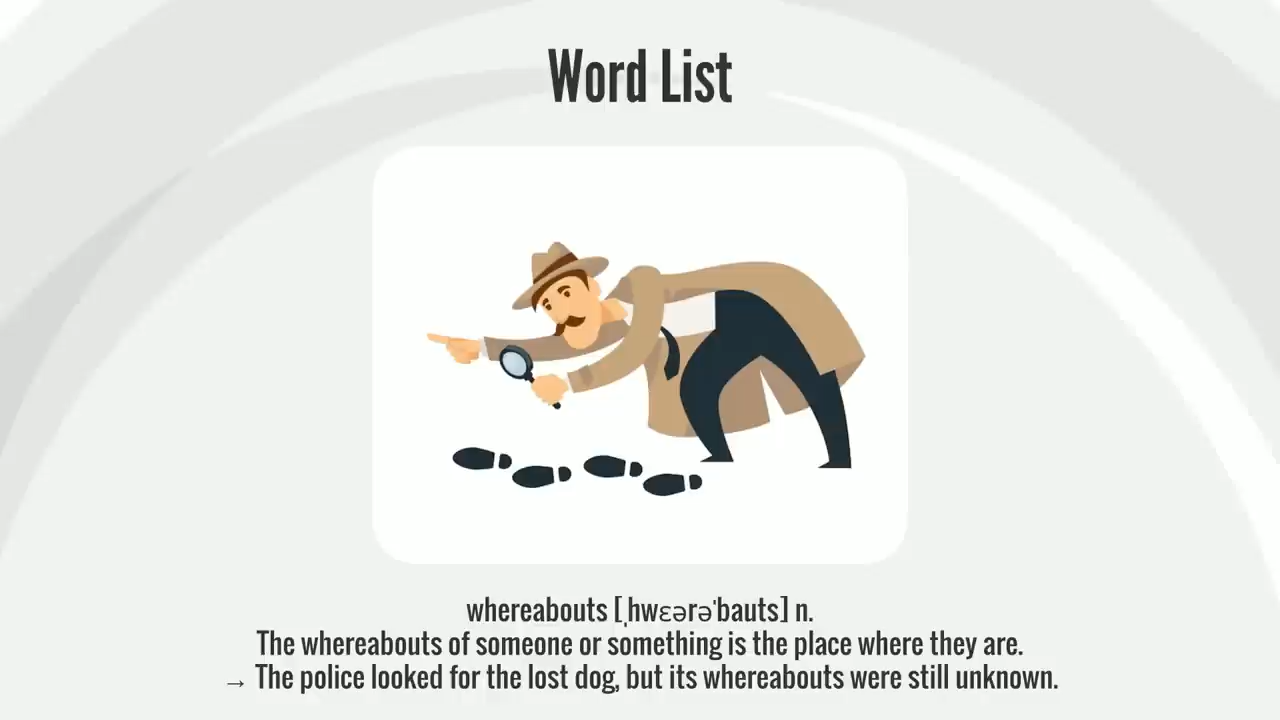 Word List
whereabouts [ˌhwɛərəˈbauts] n.
The whereabouts of someone or something is the place where they are.
→ The police looked for the lost dog, but its whereabouts were still unknown.